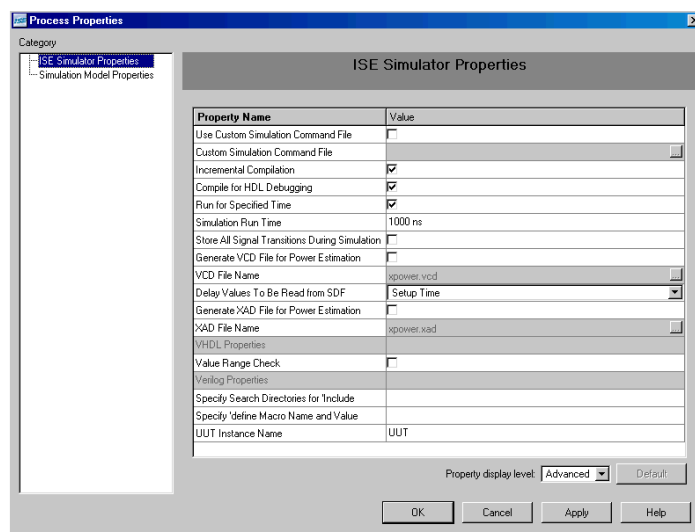 ISE Process Properties
Category
ISE Simulator Properties
Simulation Model Properties
ISE Simulator Properties
Property Name Value
Use Custom Simulation Command File
Custom Simulation Command File ...
Incremental Compilation
Compile for HDL Debugging
Run for Specified Time
Simulation Run Time 1000 ns
Store All Signal Transitions During Simulation
Generate VCD File for Power Estimation
VCD File Name xpower.vcd ...
Delay Values To Be Read from SDF Setup Time
Generate XAD File for Power Estimation
XAD File Name xpower.xad ...
VHDL Properties
Value Range Check
Verilog Properties
Specify Search Directories for 'Include
Specify 'define Macro Name and Value
UUT Instance Name UUT
Property display level: Advanced Default
OK Cancel Apply Help